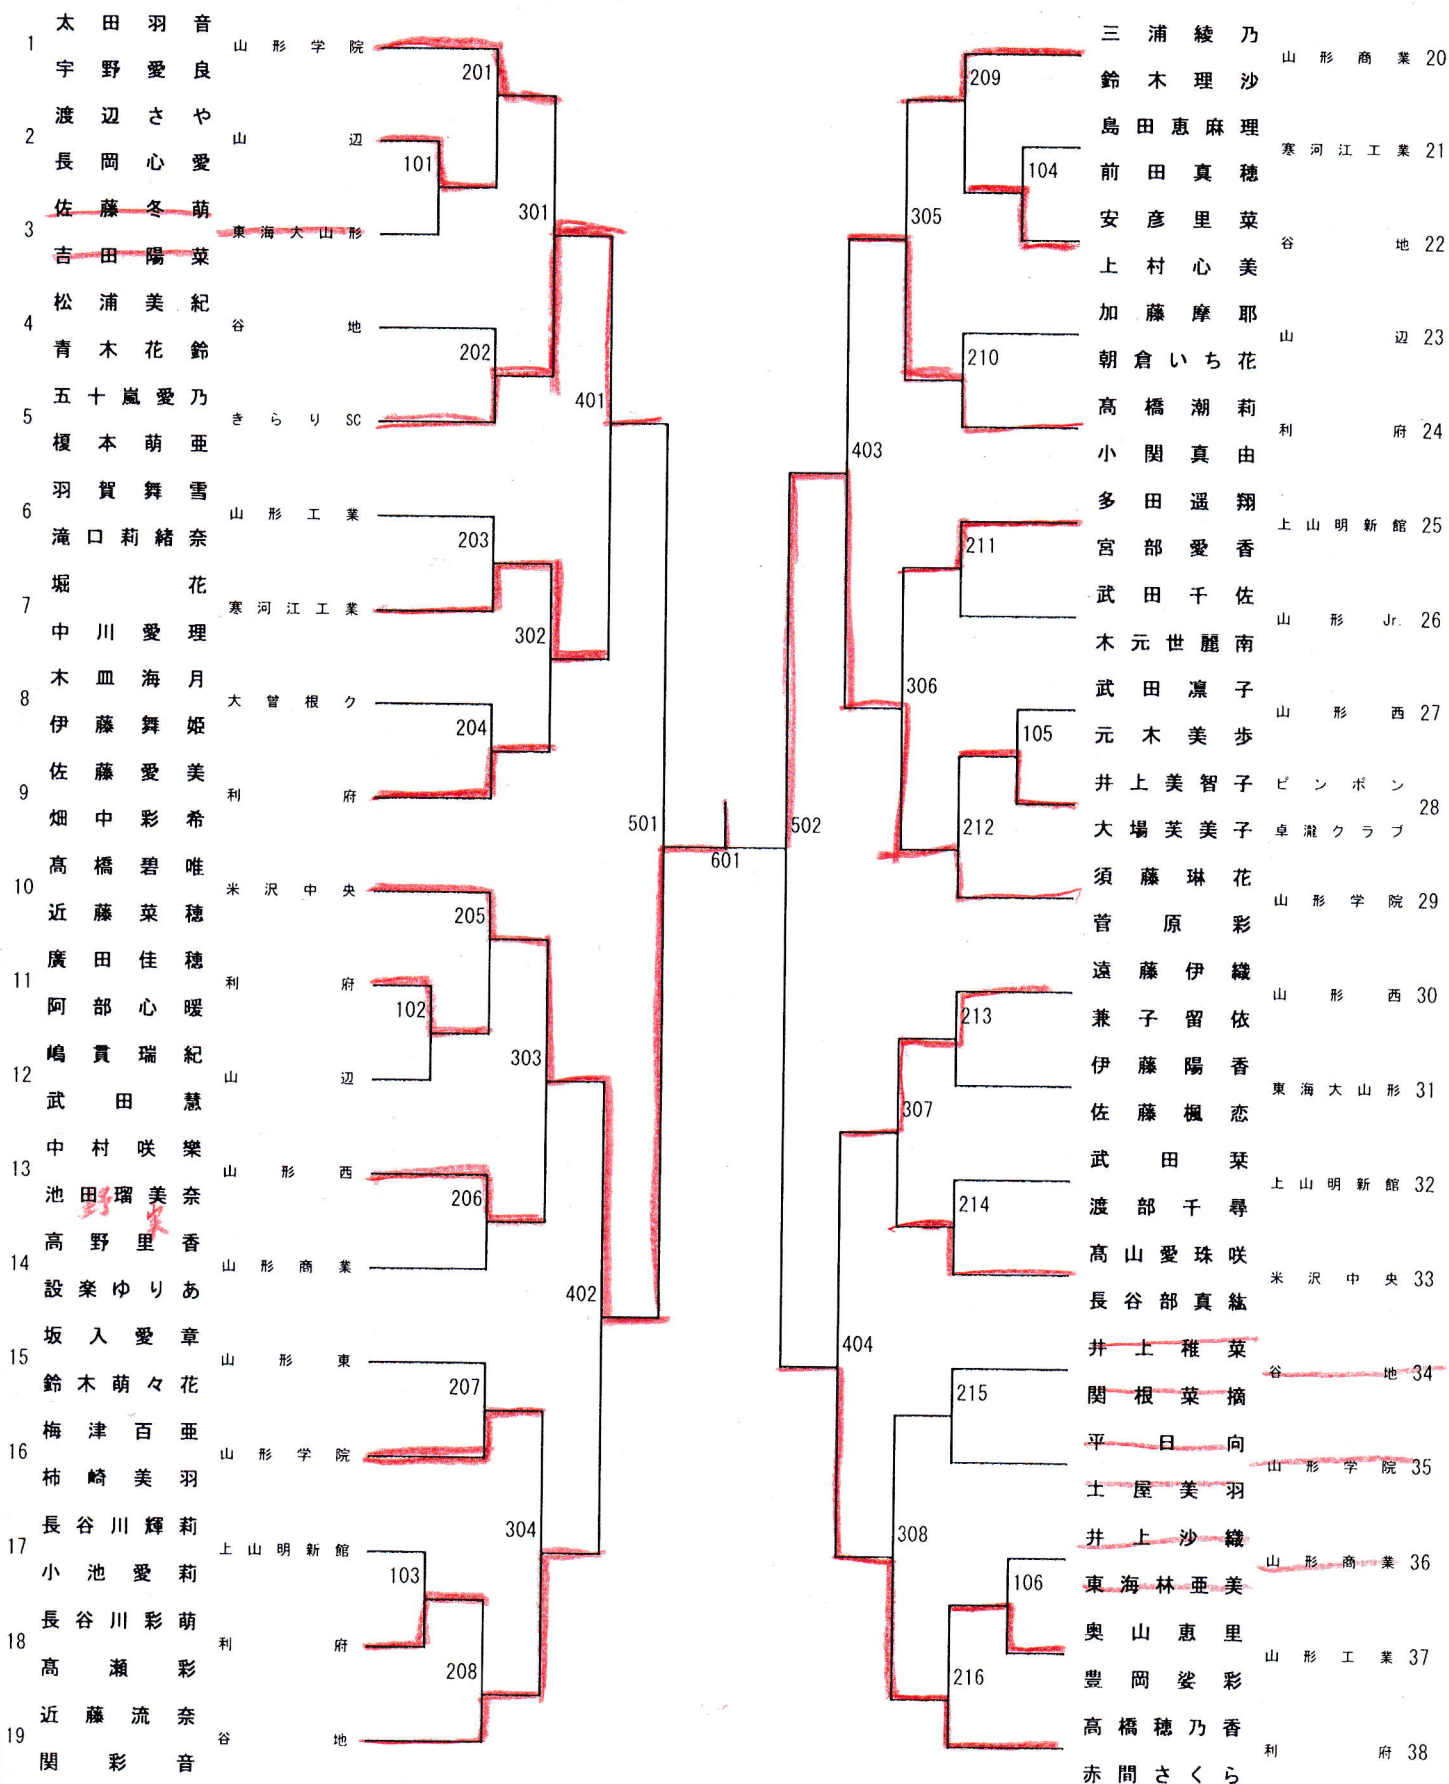 太田羽音
1 山形学院
宇野愛良
渡辺さや
2 山辺
長岡心愛
佐藤冬萌
3 東海大山形
吉田陽菜
松浦美紀
4 谷地
青木花鈴
五十嵐愛乃
5 きらりSC
榎本萌亜
羽賀舞雪
6 山形工業
滝口莉緒奈
堀花
7 寒河江工業
中川愛理
木皿海月
8 大曾根ク
伊藤舞姫
佐藤愛美
9 利府
畑中彩希
髙橋碧唯
10 米沢中央
近藤菜穂
廣田佳穂
11 利府
阿部心暖
嶋貫瑞紀
12 山辺
武田慧
中村咲樂
13 山形西
池田瑠美奈
野 実
高野里香
14 山形商業
設楽ゆりあ
坂入愛章
15 山形東
鈴木萌々花
梅津百亜
16 山形学院
柿崎美羽
長谷川輝莉
17 上山明新館
小池愛莉
長谷川彩萌
18 利府
髙瀬彩
近藤流奈
19 谷地
関彩音
201
101
301
202
401
203
302
204
501
205
102
303
206
402
207
304
103
208
601
502
209
104
305
210
403
211
306
105
212
213
307
214
404
215
308
106
216
三浦綾乃
山形商業 20
鈴木理沙
島田恵麻理
寒河江工業 21
前田真穂
安彦里菜
谷地 22
上村心美
加藤摩耶
山辺 23
朝倉いち花
髙橋潮莉
利府 24
小関真由
多田遥翔
上山明新館 25
宮部愛香
武田千佐
山形Jr. 26
木元世麗南
武田凛子
山形西 27
元木美歩
井上美智子 ピンポン
28
大場芙美子 卓瀧クラブ
須藤琳花
山形学院 29
菅原彩
遠藤伊織
山形西 30
兼子留依
伊藤陽香
東海大山形 31
佐藤楓恋
武田栞
上山明新館 32
渡部千尋
髙山愛珠咲
米沢中央 33
長谷部真紘
井上稚菜
谷地 34
関根菜摘
平日向
山形学院 35
土屋美羽
井上沙織
山形商業 36
東海林亜美
奥山恵里
山形工業 37
豊岡娑彩
高橋穂乃香
利府 38
赤間さくら